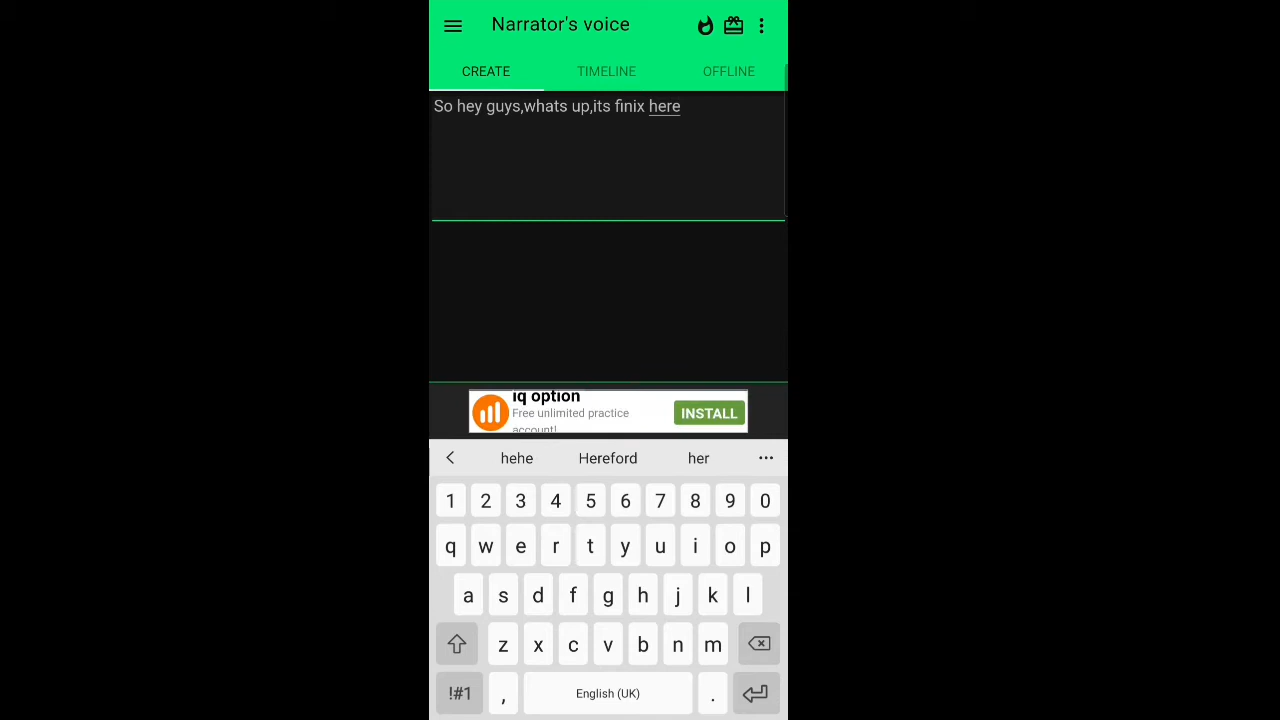 Narrator's voice
CREATE TIMELINE OFFLINE
So hey guys,whats up,its finix here
iq option
Free unlimited practice
account!
INSTALL
hehe Hereford her
1 2 3 4 5 6 7 8 9 0
q w e r t y u i o p
a s d f g h j k l
z x c v b n m
!#1 , English (UK) .